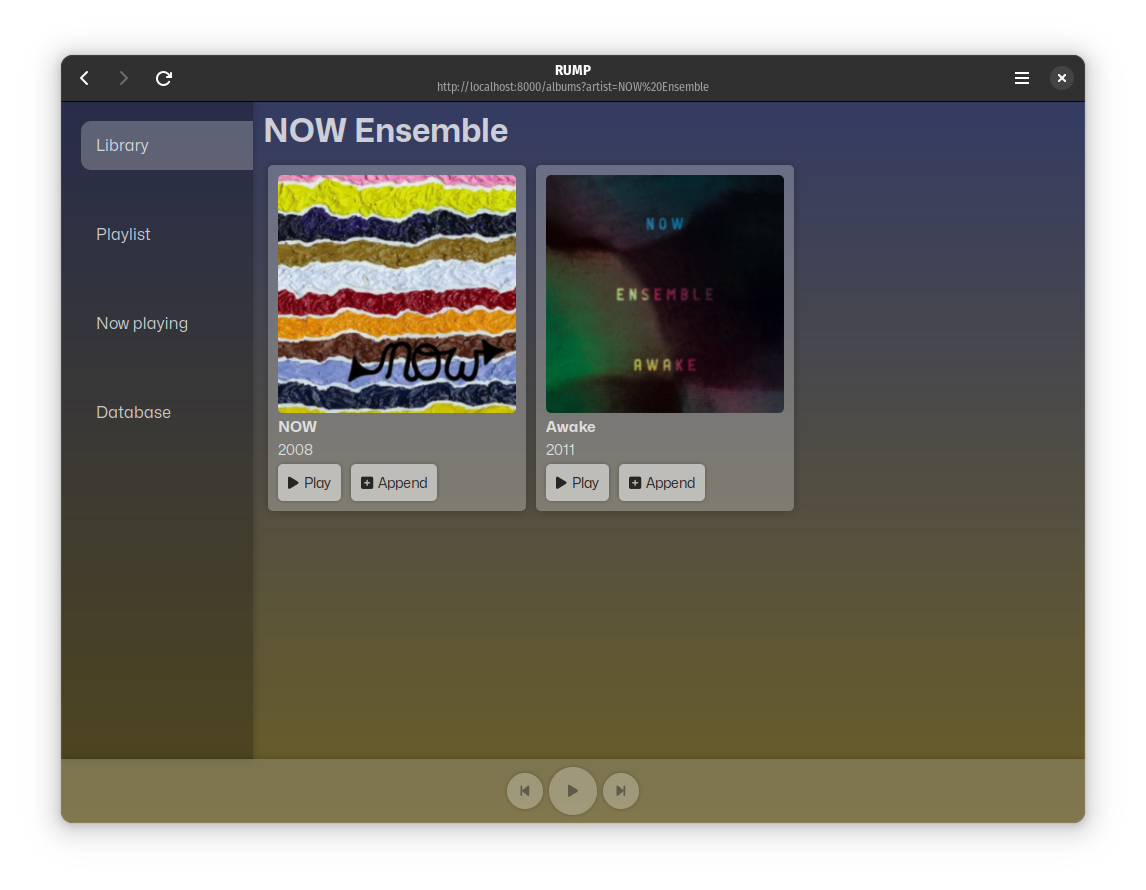 RUMP
http://localhost:8000/albums?artist=NOW%20Ensemble
Library
Playlist
Now playing
Database
NOW Ensemble
now
NOW
2008
Play
Append
NOW
ENSEMBLE
AWAKE
Awake
2011
Play
Append